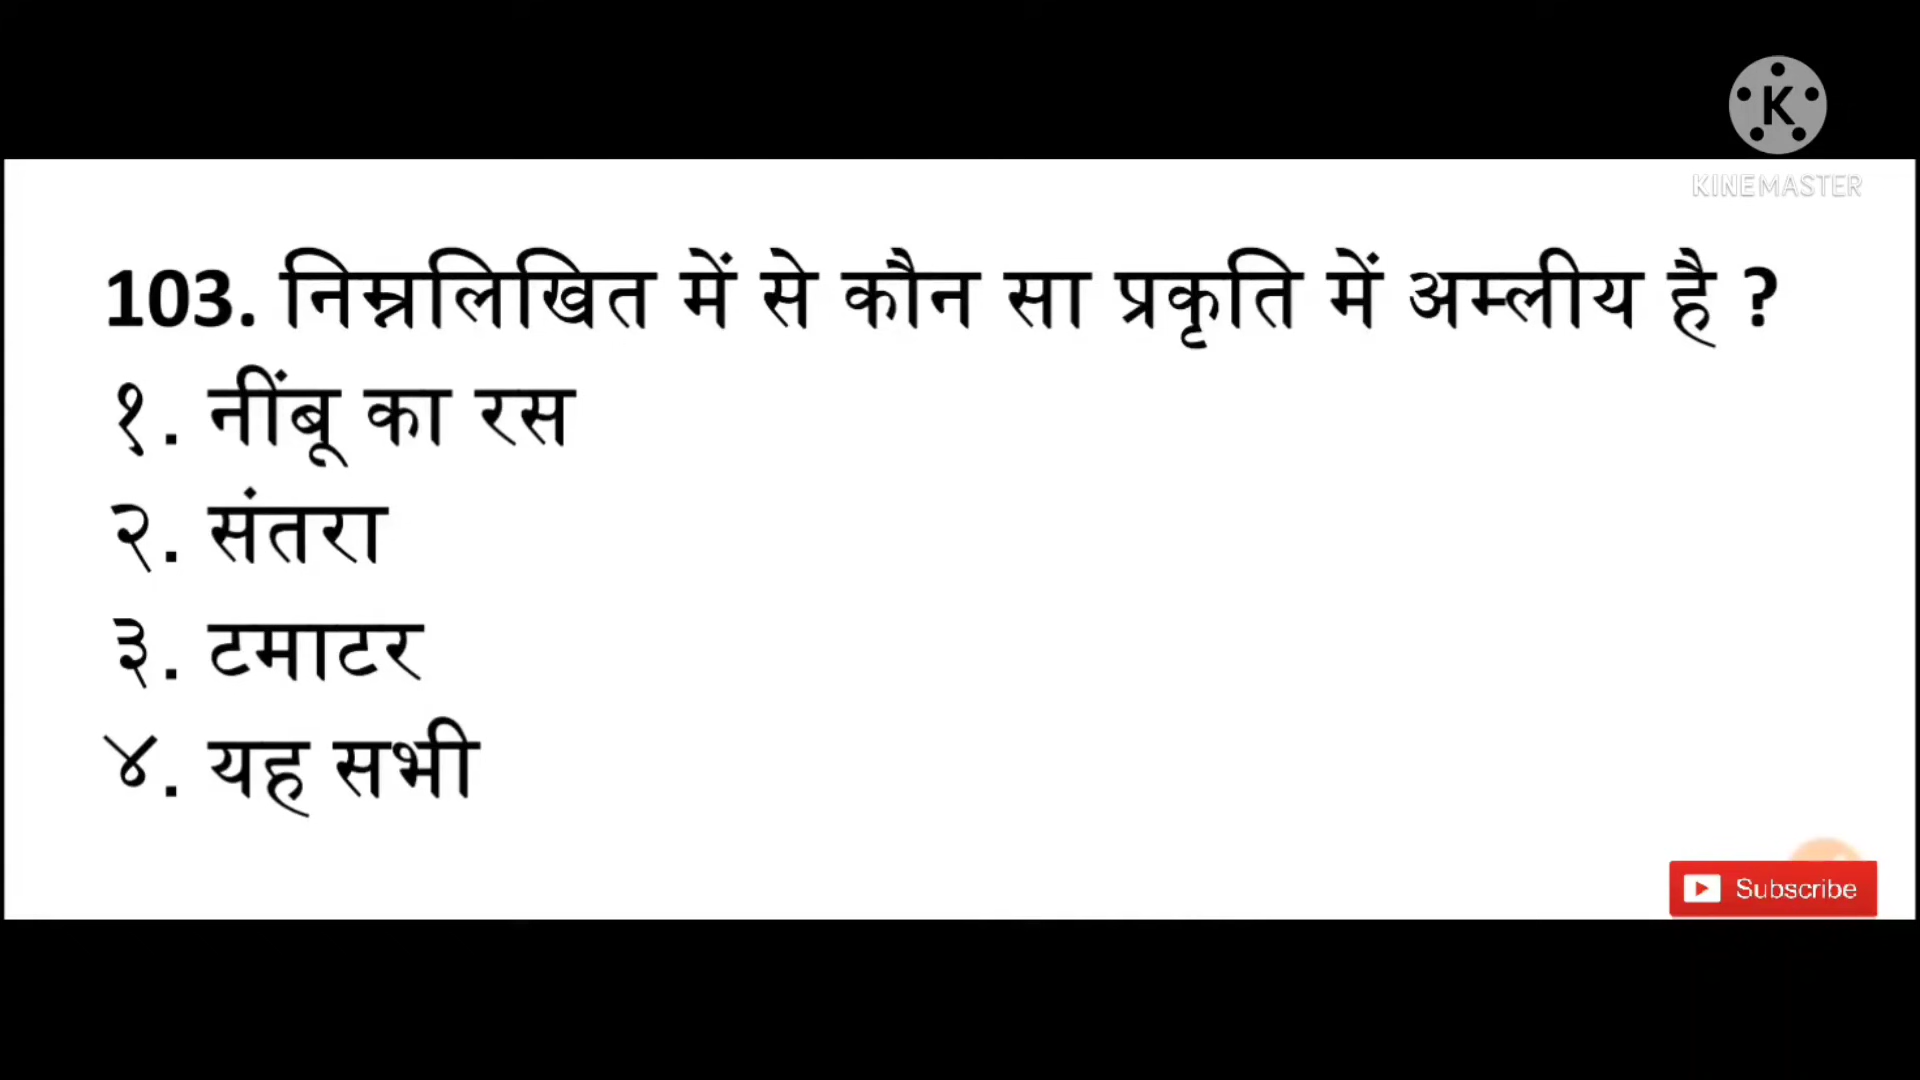 K
KINEMASTER
103. निम्नलिखित में से कौन सा प्रकृति में अम्लीय है ?
१. नींबू का रस
२. संतरा
३. टमाटर
४. यह सभी
Subscribe